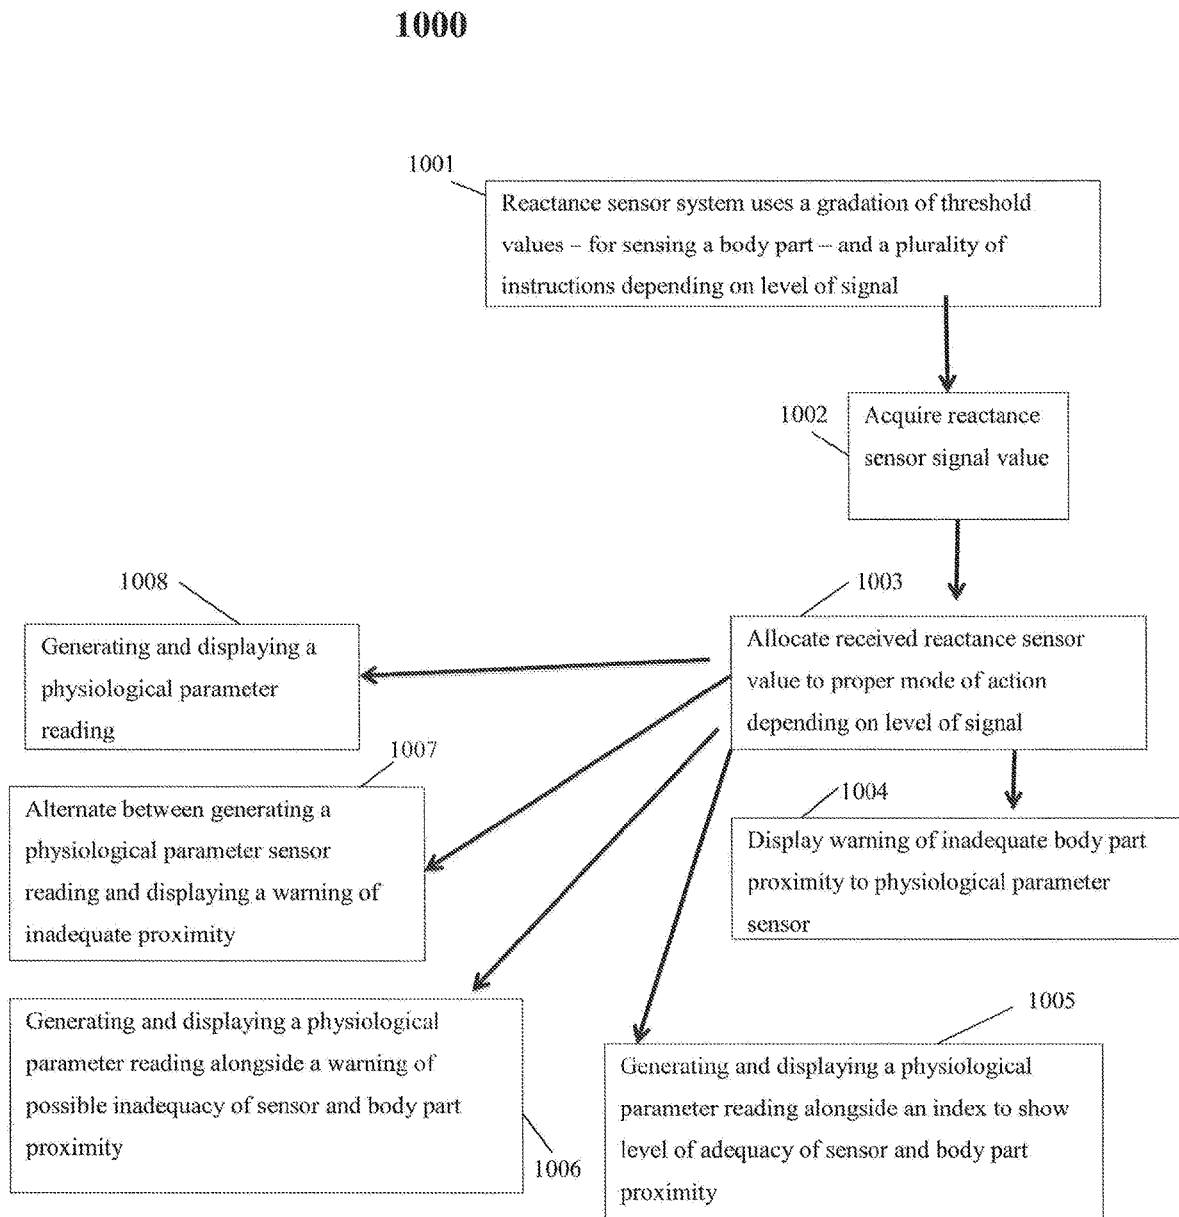 1000
1001
Reactance sensor system uses a gradation of threshold
values – for sensing a body part – and a plurality of
instructions depending on level of signal
1002
Acquire reactance
sensor signal value
1003
Allocate received reactance sensor
value to proper mode of action
depending on level of signal
1008
Generating and displaying a
physiological parameter
reading
1007
Alternate between generating a
physiological parameter sensor
reading and displaying a warning of
inadequate proximity
1004
Display warning of inadequate body part
proximity to physiological parameter
sensor
1006
Generating and displaying a physiological
parameter reading alongside a warning of
possible inadequacy of sensor and body part
proximity
1005
Generating and displaying a physiological
parameter reading alongside an index to show
level of adequacy of sensor and body part
proximity